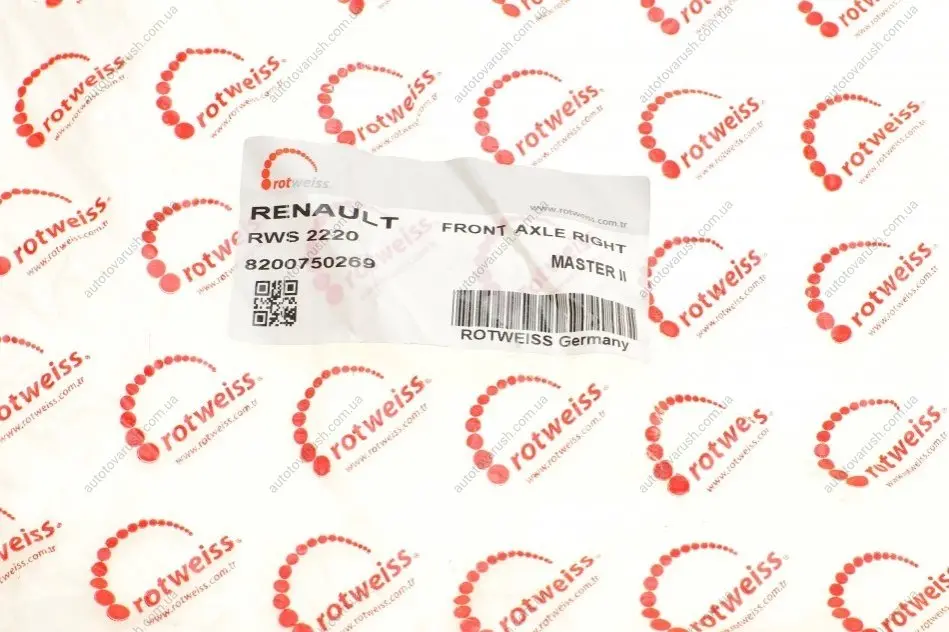 rotweiss
www.rotweiss.com.tr
RENAULT
FRONT AXLE RIGHT
RWS 2220
MASTER II
8200750269
ROTWEISS Germany
rotweiss
www.rotweiss.com.tr
autotovarush.com.ua